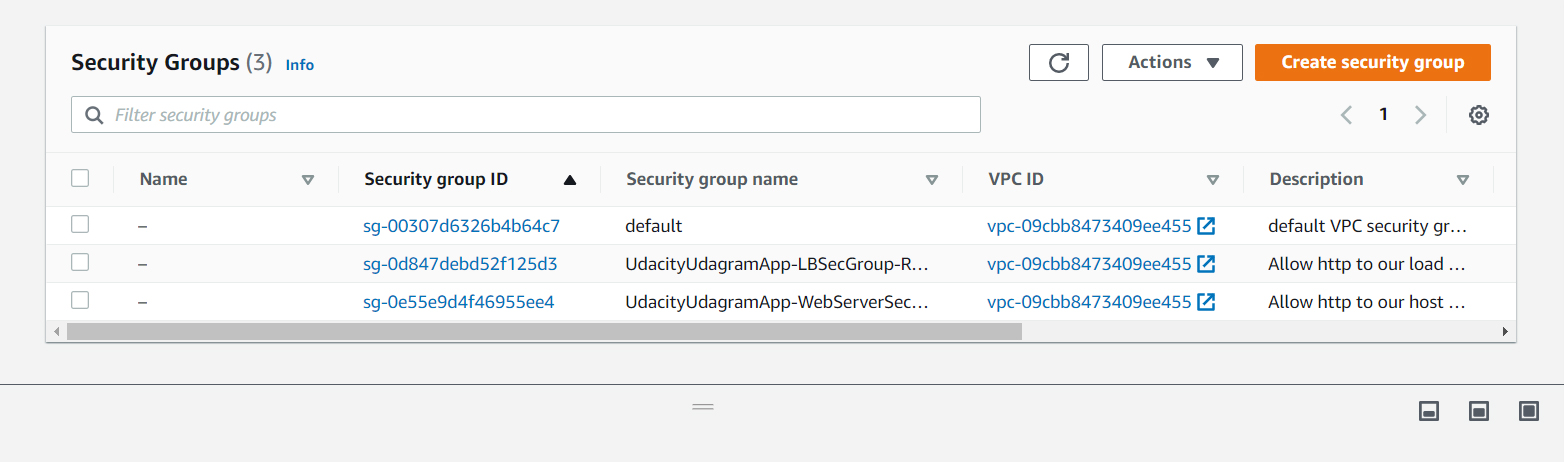 Security Groups (3) Info
Actions
Create security group
Filter security groups
1
Name Security group ID Security group name VPC ID Description
– sg-00307d6326b4b64c7 default vpc-09cbb8473409ee455 default VPC security gr...
– sg-0d847debd52f125d3 UdacityUdagramApp-LBSecGroup-R... vpc-09cbb8473409ee455 Allow http to our load ...
– sg-0e55e9d4f46955ee4 UdacityUdagramApp-WebServerSec... vpc-09cbb8473409ee455 Allow http to our host ...